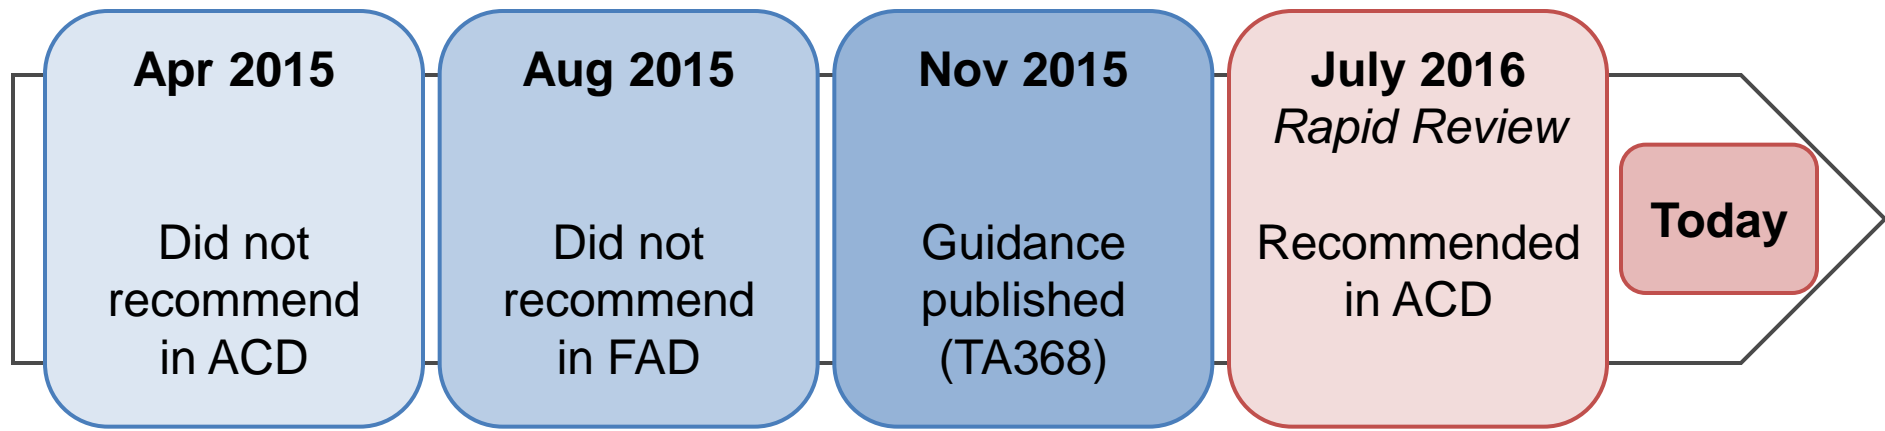 Apr 2015
Did not
recommend
in ACD
Aug 2015
Did not
recommend
in FAD
Nov 2015
Guidance
published
(TA368)
July 2016
Rapid Review
Recommended
in ACD
Today